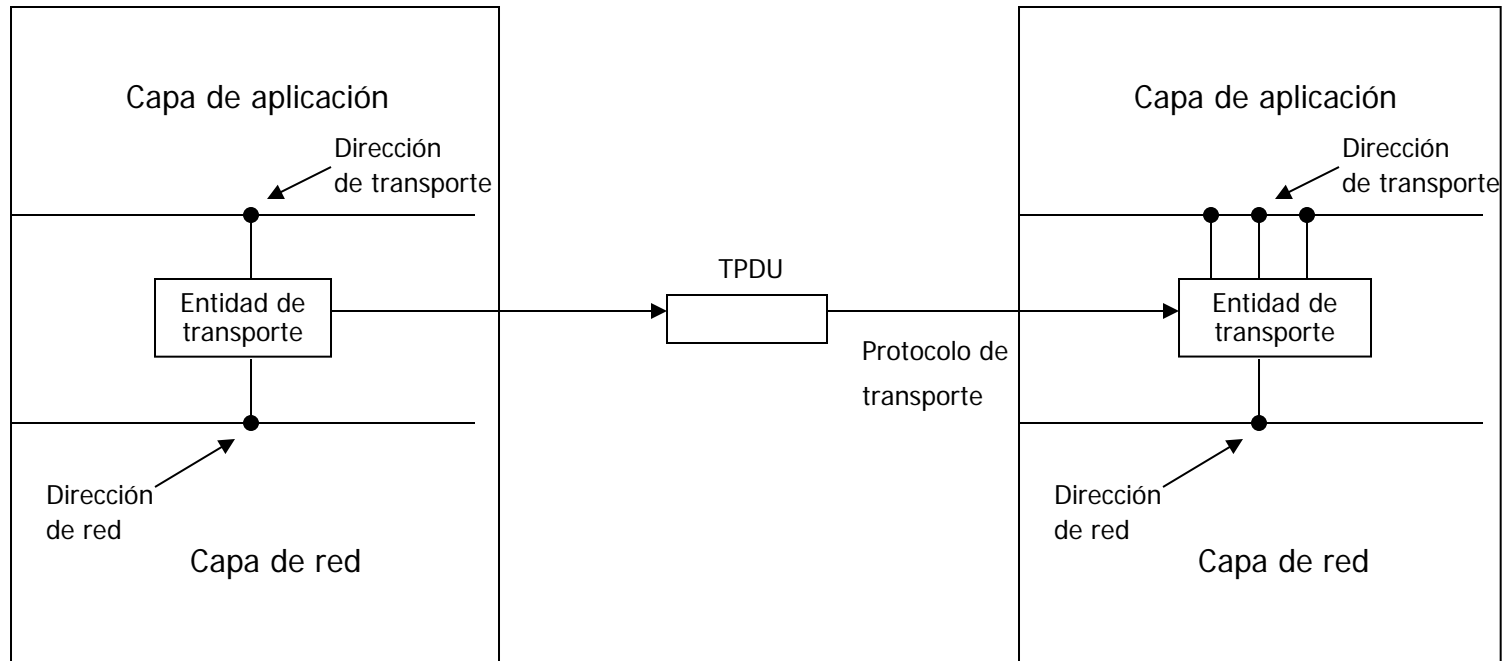 Capa de aplicación
Dirección
de transporte
Entidad de
transporte
Dirección
de red
Capa de red
TPDU
Protocolo de
transporte
Capa de aplicación
Dirección
de transporte
Entidad de
transporte
Dirección
de red
Capa de red